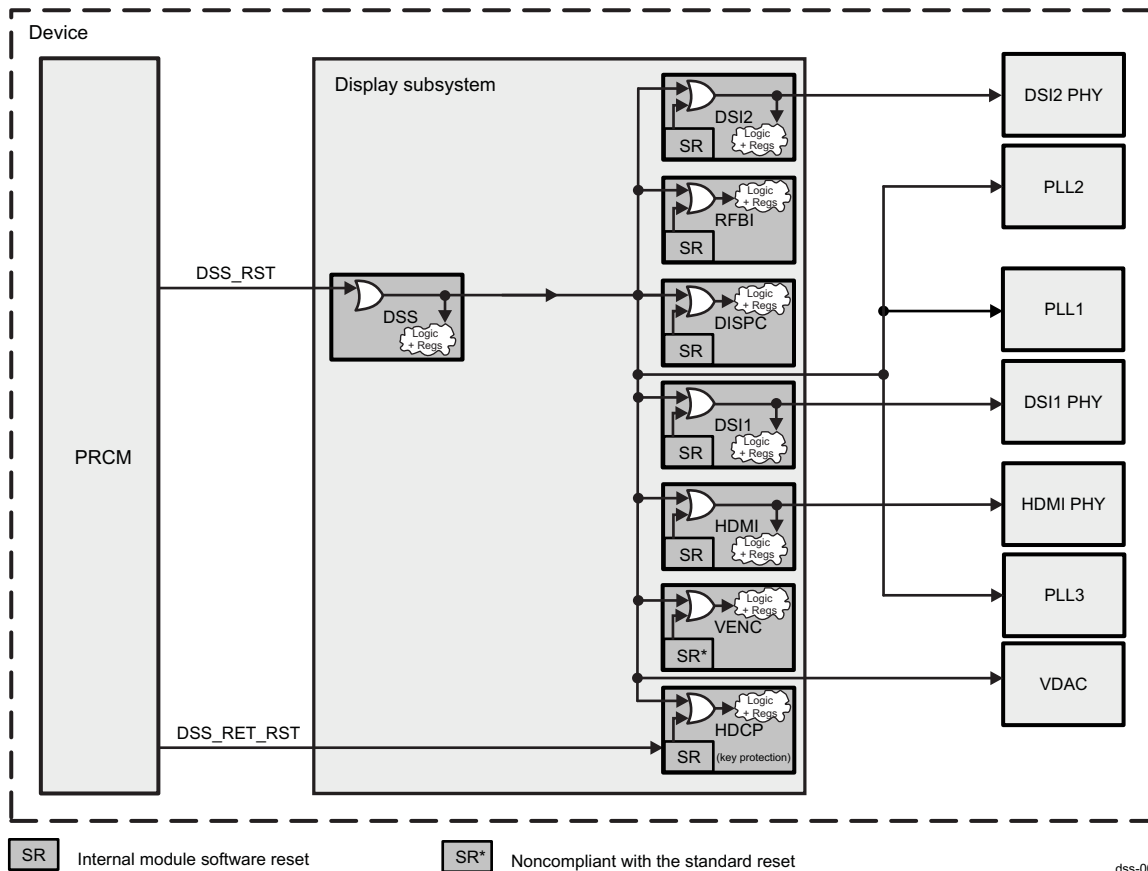 Device
PRCM
Display subsystem
DSS_RST
DSS_RET_RST
DSS
Logic
+ Regs
DSI2
SR
Logic
+ Regs
RFBI
SR
Logic
+ Regs
DISPC
SR
Logic
+ Regs
DSI1
SR
Logic
+ Regs
HDMI
SR
Logic
+ Regs
VENC
SR*
Logic
+ Regs
HDCP
SR
(key protection)
Logic
+ Regs
DSI2 PHY
PLL2
PLL1
DSI1 PHY
HDMI PHY
PLL3
VDAC
SR Internal module software reset
SR* Noncompliant with the standard reset